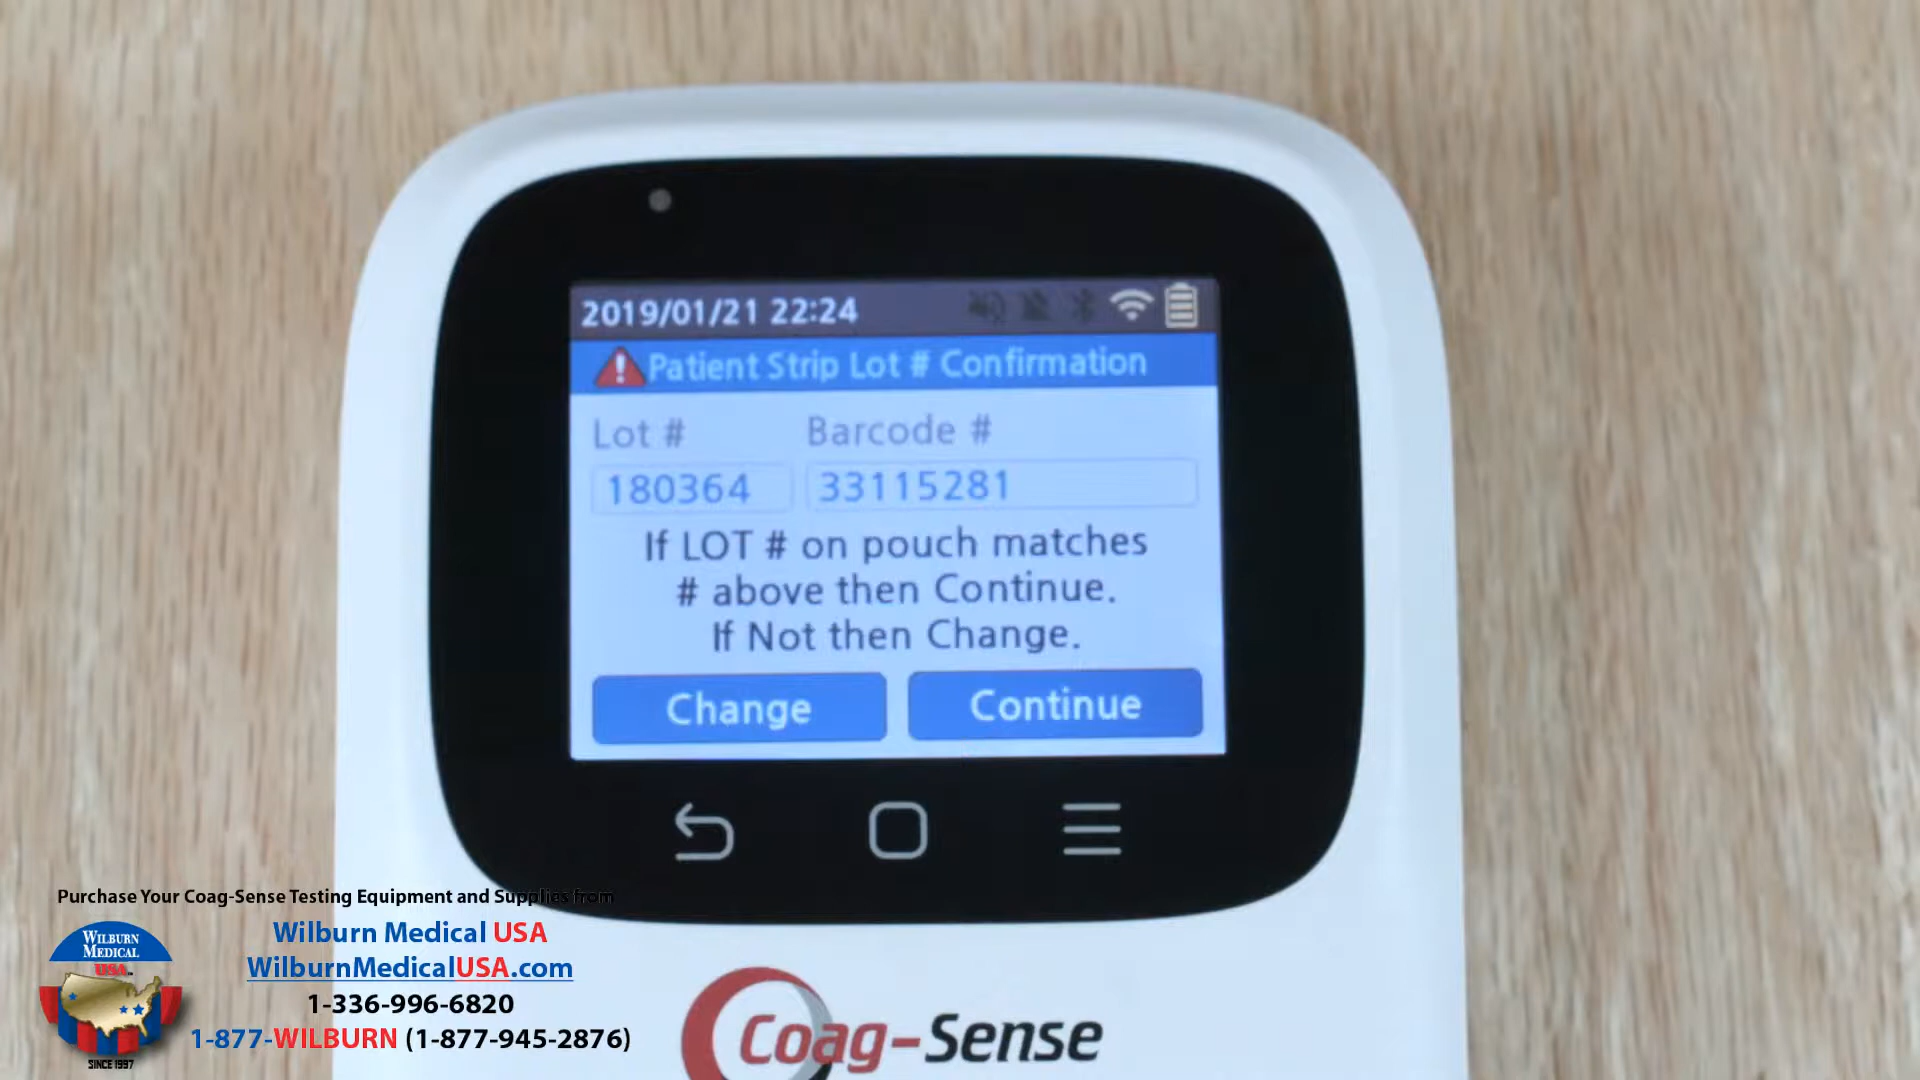 2019/01/21 22:24
Patient Strip Lot # Confirmation
Lot # Barcode #
180364 33115281
If LOT # on pouch matches
# above then Continue.
If Not then Change.
Change Continue
Purchase Your Coag-Sense Testing Equipment and Supplies from
Wilburn Medical USA
WilburnMedicalUSA.com
1-336-996-6820
1-877-WILBURN (1-877-945-2876)
WILBURN
MEDICAL
USA
SINCE 1997
Coag-Sense